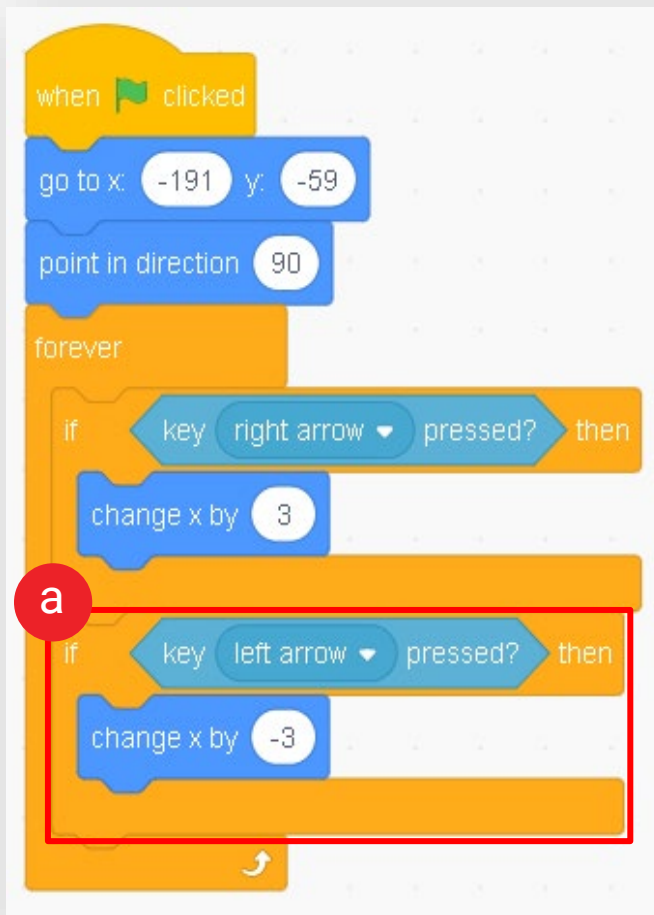 when clicked
go to x: -191 y: -59
point in direction 90
forever
if key right arrow pressed? then
change x by 3
a
if key left arrow pressed? then
change x by -3